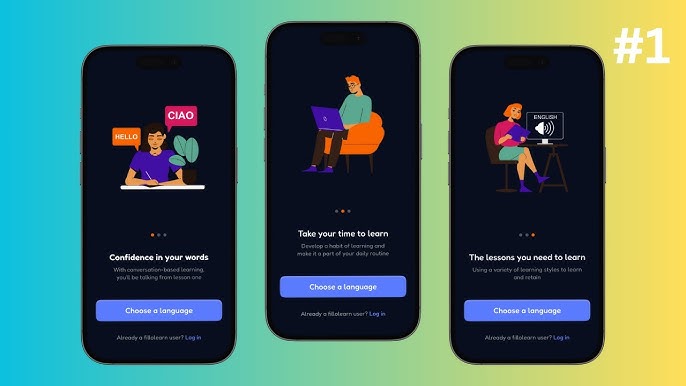 #1
HELLO
CIAO
Confidence in your words
With conversation-based learning,
you'll be talking from lesson one
Choose a language
Already a fillolearn user? Log in
Take your time to learn
Develop a habit of learning and
make it a part of your daily routine
Choose a language
Already a fillolearn user? Log in
ENGLISH
The lessons you need to learn
Using a variety of learning styles to learn
and retain
Choose a language
Already a fillolearn user? Log in